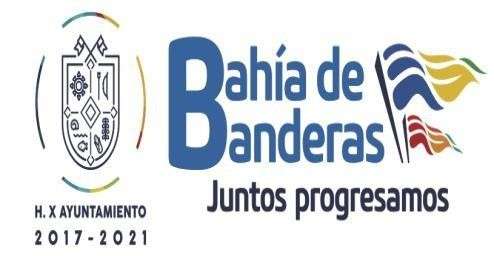 H. X AYUNTAMIENTO
2017-2021
Bahía de
Banderas
Juntos progresamos